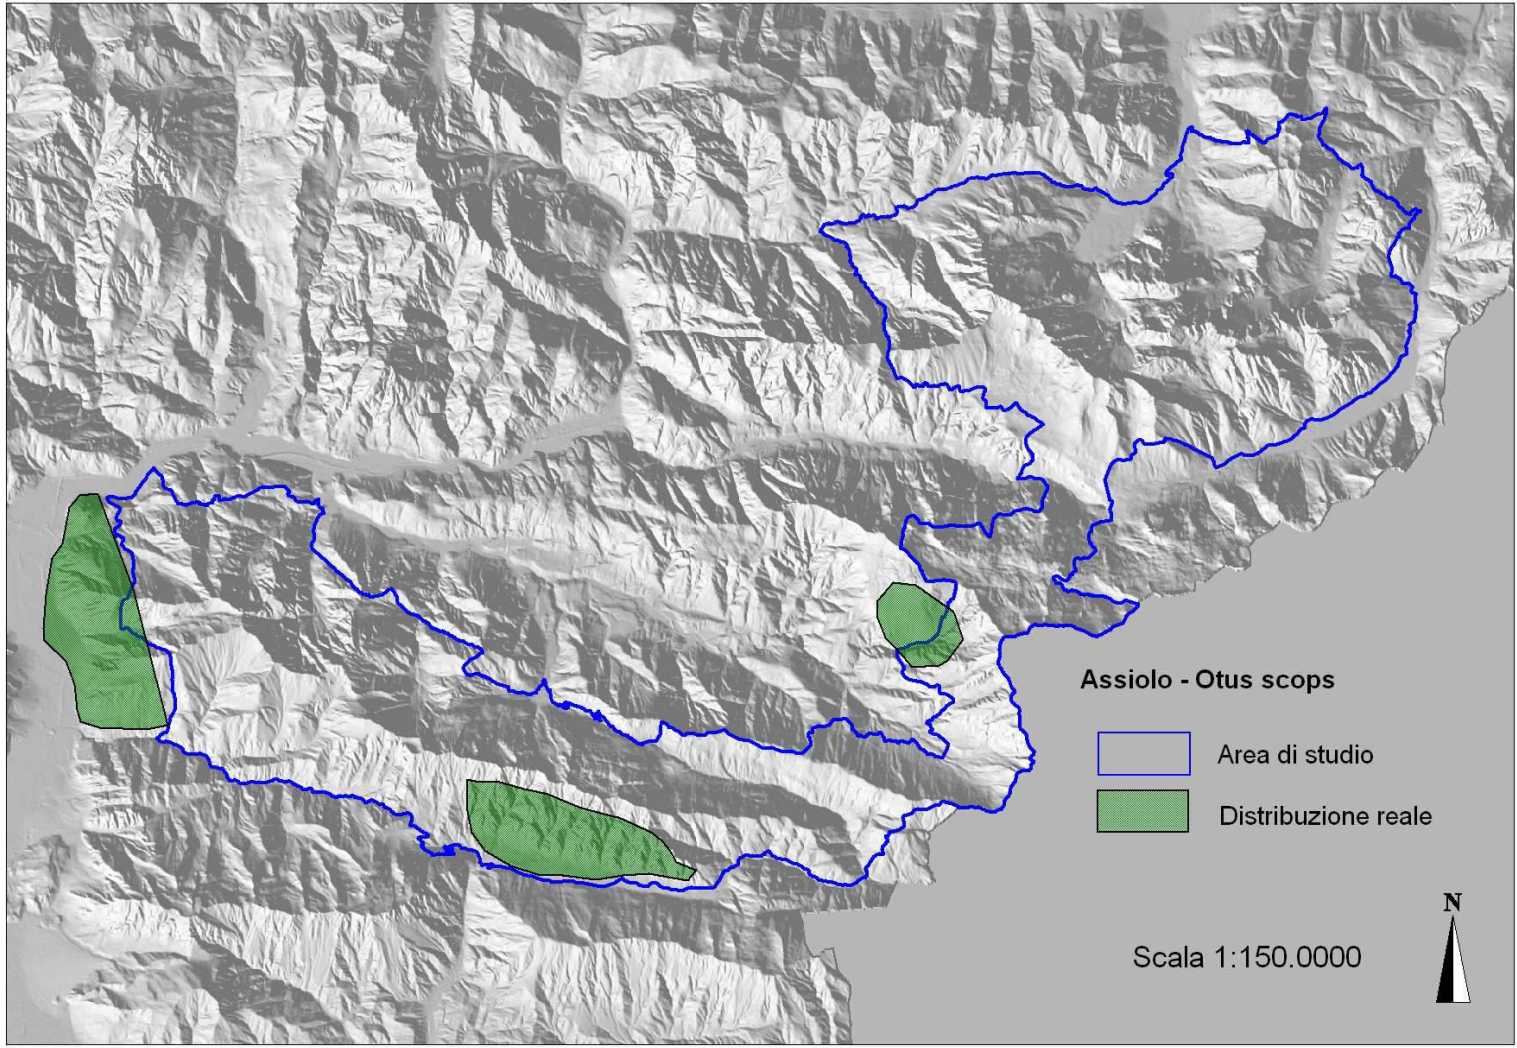 Assiolo - Otus scops
Area di studio
Distribuzione reale
N
Scala 1:150.0000